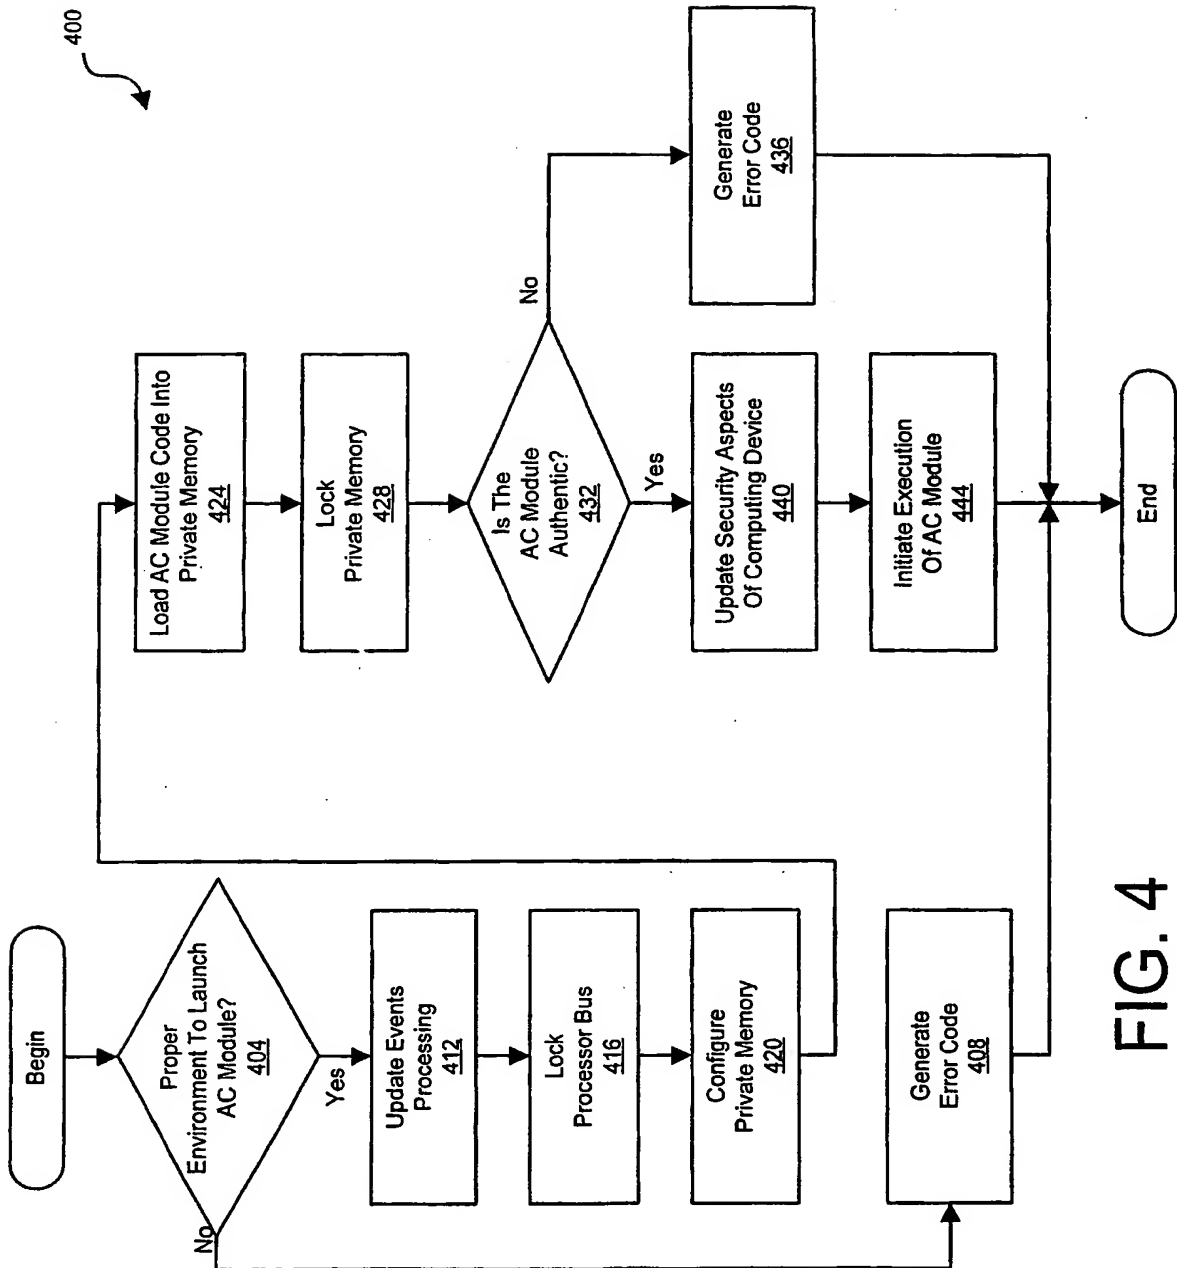 400
Begin
Proper
Environment To Launch
AC Module?
404
No
Yes
Update Events
Processing
412
Lock
Processor Bus
416
Configure
Private Memory
420
Generate
Error Code
408
Load AC Module Code Into
Private Memory
424
Lock
Private Memory
428
Is The
AC Module
Authentic?
432
No
Yes
Generate
Error Code
436
Update Security Aspects
Of Computing Device
440
Initiate Execution
Of AC Module
444
End
FIG. 4